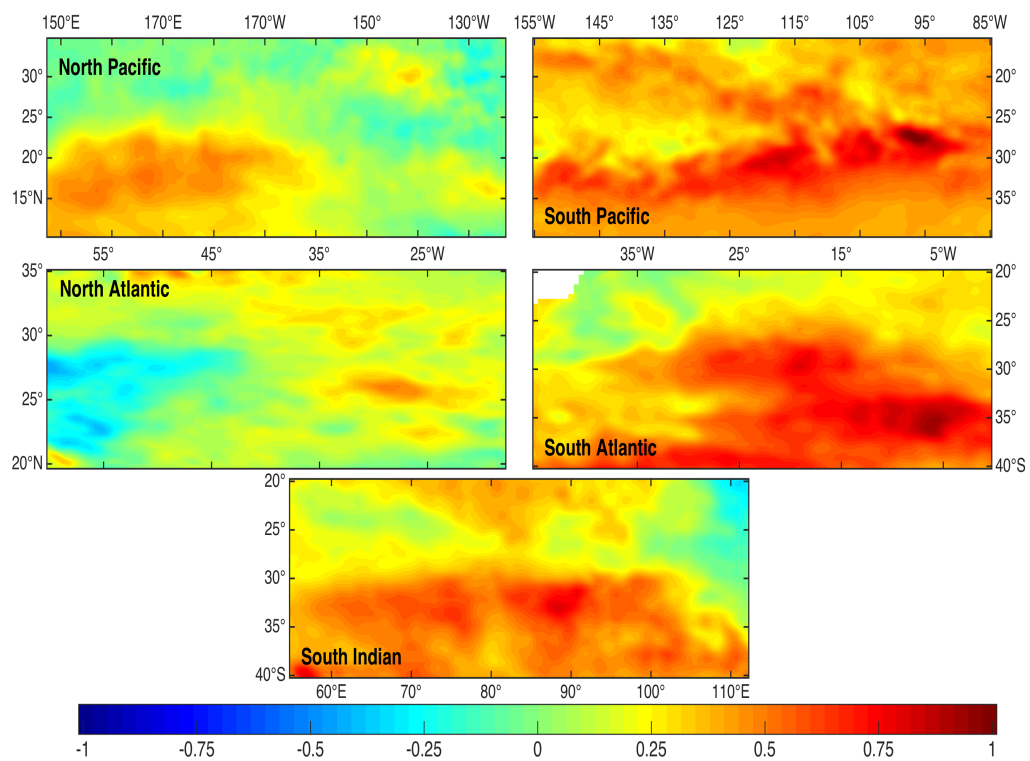 150°E 170°E 170°W 150° 130°W
155°W 145° 135° 125° 115° 105° 95° 85°W
North Pacific
30°
25°
20°
15°N
20°
25°
30°
35°
South Pacific
55° 45° 35° 25°W
35°W 25° 15° 5°W
North Atlantic
35°
30°
25°
20°N
20°
25°
30°
35°
40°S
South Atlantic
20°
25°
30°
35°
40°S
South Indian
60°E 70° 80° 90° 100° 110°E
-1 -0.75 -0.5 -0.25 0 0.25 0.5 0.75 1